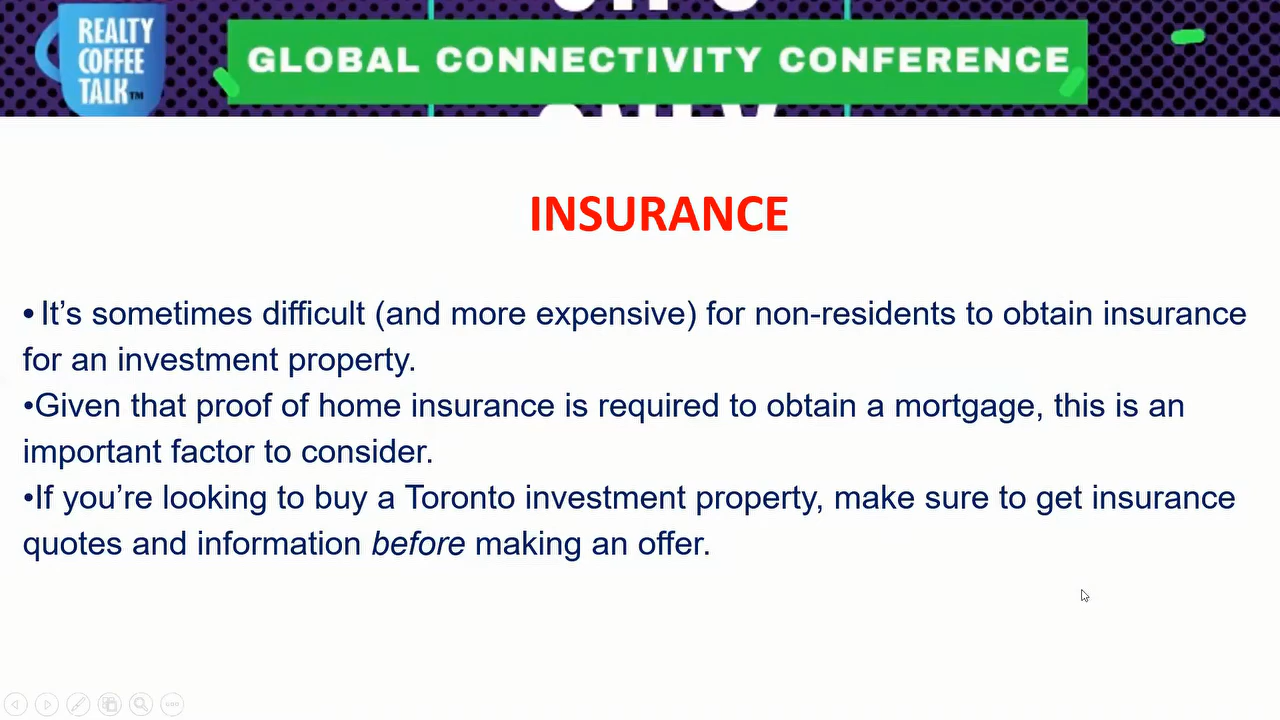 REALTY
COFFEE
TALK™
GLOBAL CONNECTIVITY CONFERENCE
INSURANCE
• It’s sometimes difficult (and more expensive) for non-residents to obtain insurance
for an investment property.
•Given that proof of home insurance is required to obtain a mortgage, this is an
important factor to consider.
•If you’re looking to buy a Toronto investment property, make sure to get insurance
quotes and information before making an offer.